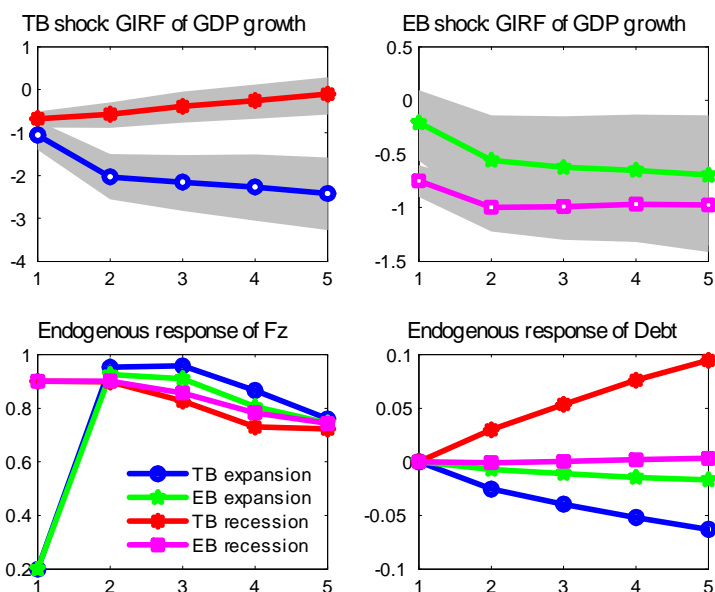 TB shock: GIRF of GDP growth
1
0
-1
-2
-3
-4
1 2 3 4 5
EB shock: GIRF of GDP growth
0.5
0
-0.5
-1
-1.5
1 2 3 4 5
Endogenous response of Fz
1
0.8
0.6
0.4
0.2
1 2 3 4 5
TB expansion
EB expansion
TB recession
EB recession
Endogenous response of Debt
0.1
0.05
0
-0.05
-0.1
1 2 3 4 5